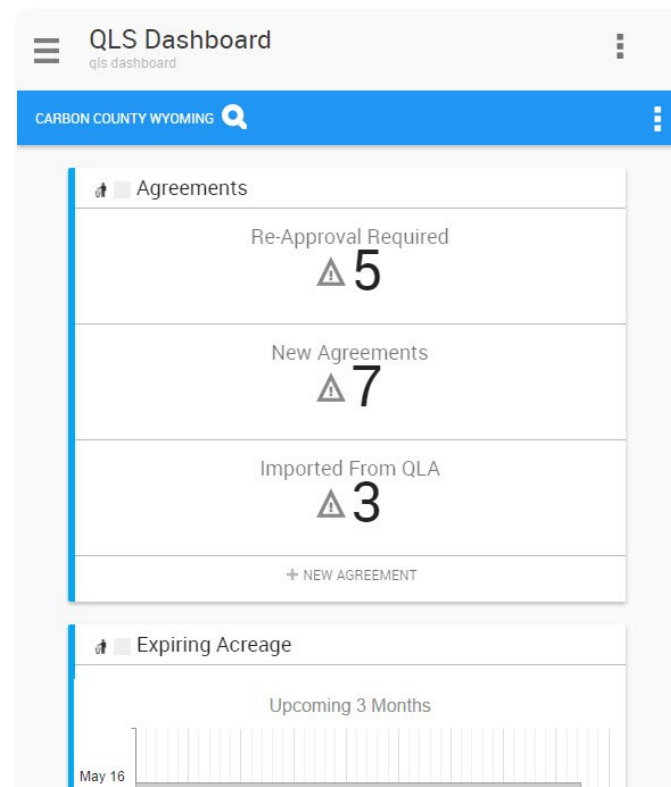 QLS Dashboard
qls dashboard
CARBON COUNTY WYOMING
Agreements
Re-Approval Required
5
New Agreements
7
Imported From QLA
3
+ NEW AGREEMENT
Expiring Acreage
Upcoming 3 Months
May 16